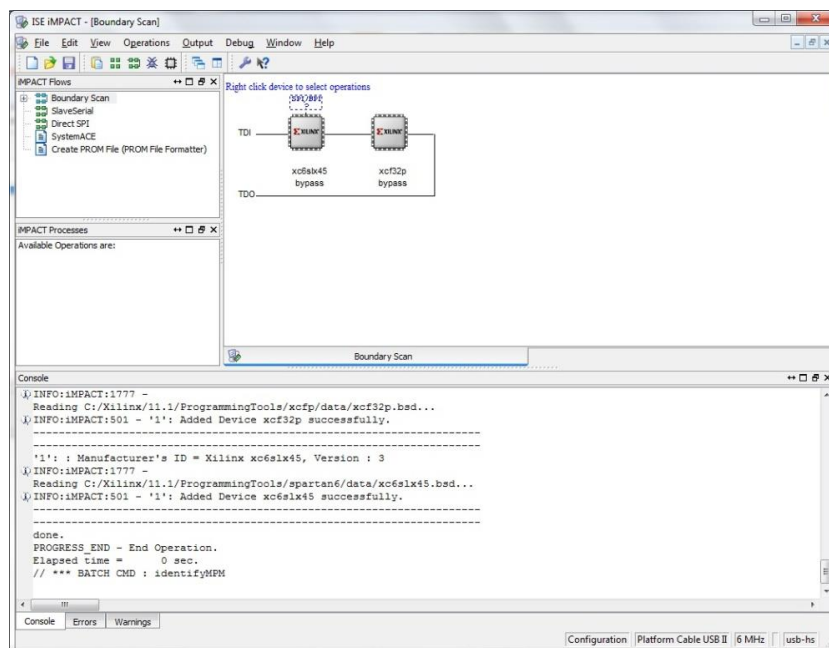 ISE iMPACT - [Boundary Scan]
File Edit View Operations Output Debug Window Help
iMPACT Flows
Boundary Scan
SlaveSerial
Direct SPI
SystemACE
Create PROM File (PROM File Formatter)
Right click device to select operations
SPI/BPI
?
TDI
XILINX
XILINX
xc6slx45
bypass
xcf32p
bypass
TDO
iMPACT Processes
Available Operations are:
Boundary Scan
Console
INFO:iMPACT:1777 -
Reading C:/Xilinx/11.1/ProgrammingTools/xcfp/data/xcf32p.bsd...
INFO:iMPACT:501 - '1': Added Device xcf32p successfully.
----------------------------------------------------------------------
----------------------------------------------------------------------
'1': : Manufacturer's ID = Xilinx xc6slx45, Version : 3
INFO:iMPACT:1777 -
Reading C:/Xilinx/11.1/ProgrammingTools/spartan6/data/xc6slx45.bsd...
INFO:iMPACT:501 - '1': Added Device xc6slx45 successfully.
----------------------------------------------------------------------
----------------------------------------------------------------------
done.
PROGRESS_END - End Operation.
Elapsed time =      0 sec.
// *** BATCH CMD : identifyMPM
Console Errors Warnings
Configuration Platform Cable USB II 6 MHz usb-hs